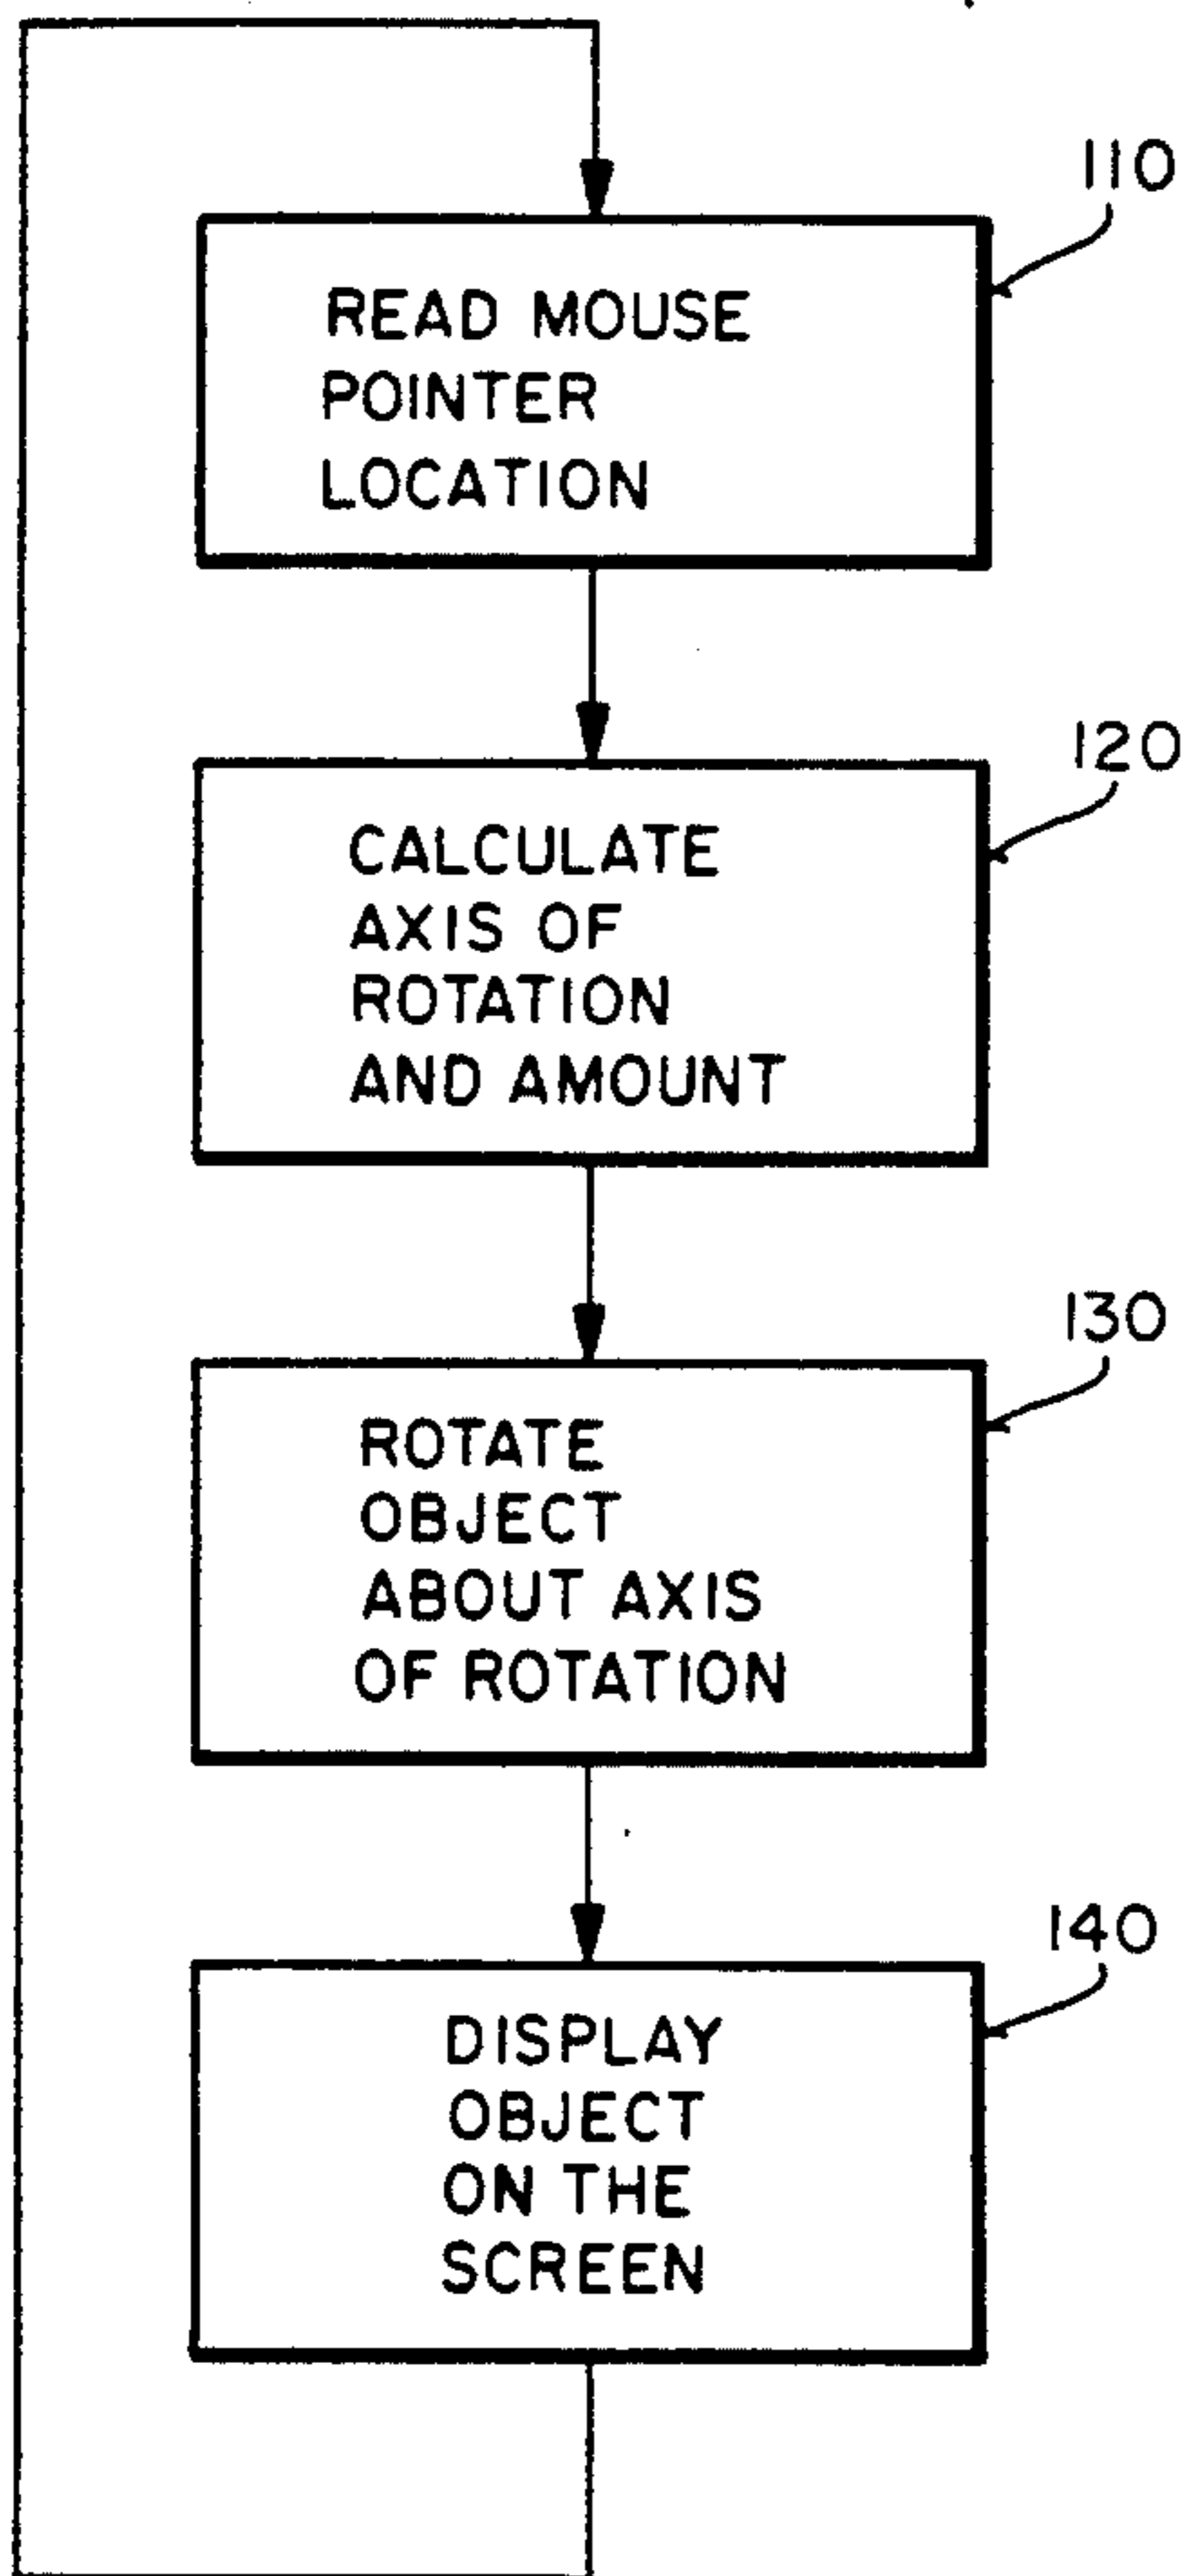 110
READ MOUSE
POINTER
LOCATION
120
CALCULATE
AXIS OF
ROTATION
AND AMOUNT
130
ROTATE
OBJECT
ABOUT AXIS
OF ROTATION
140
DISPLAY
OBJECT
ON THE
SCREEN